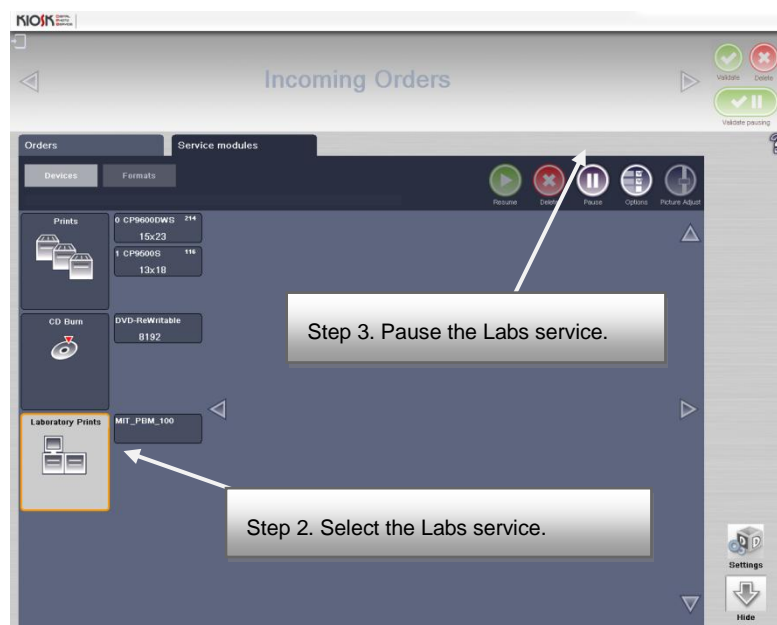 KIOSK
Incoming Orders
Validate
Delete
Validate pausing
Orders
Service modules
Devices
Formats
Resume
Delete
Pause
Options
Picture Adjust
Prints
0 CP9600DWS 214
15x23
1 CP9500S 116
13x18
Step 3. Pause the Labs service.
CD Burn
DVD-ReWritable
8192
Laboratory Prints
MIT_PBM_100
Step 2. Select the Labs service.
Settings
Hide